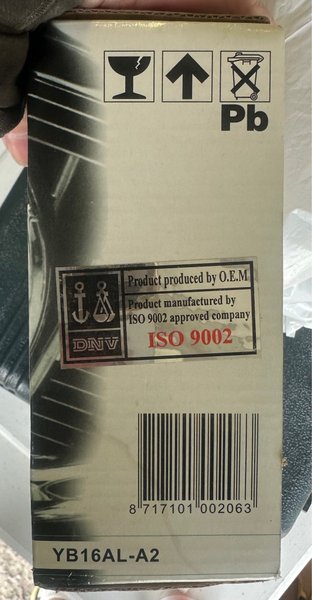 Pb
Product produced by O.E.M
Product manufactured by
ISO 9002 approved company
ISO 9002
DNV
8 717101 002063
YB16AL-A2